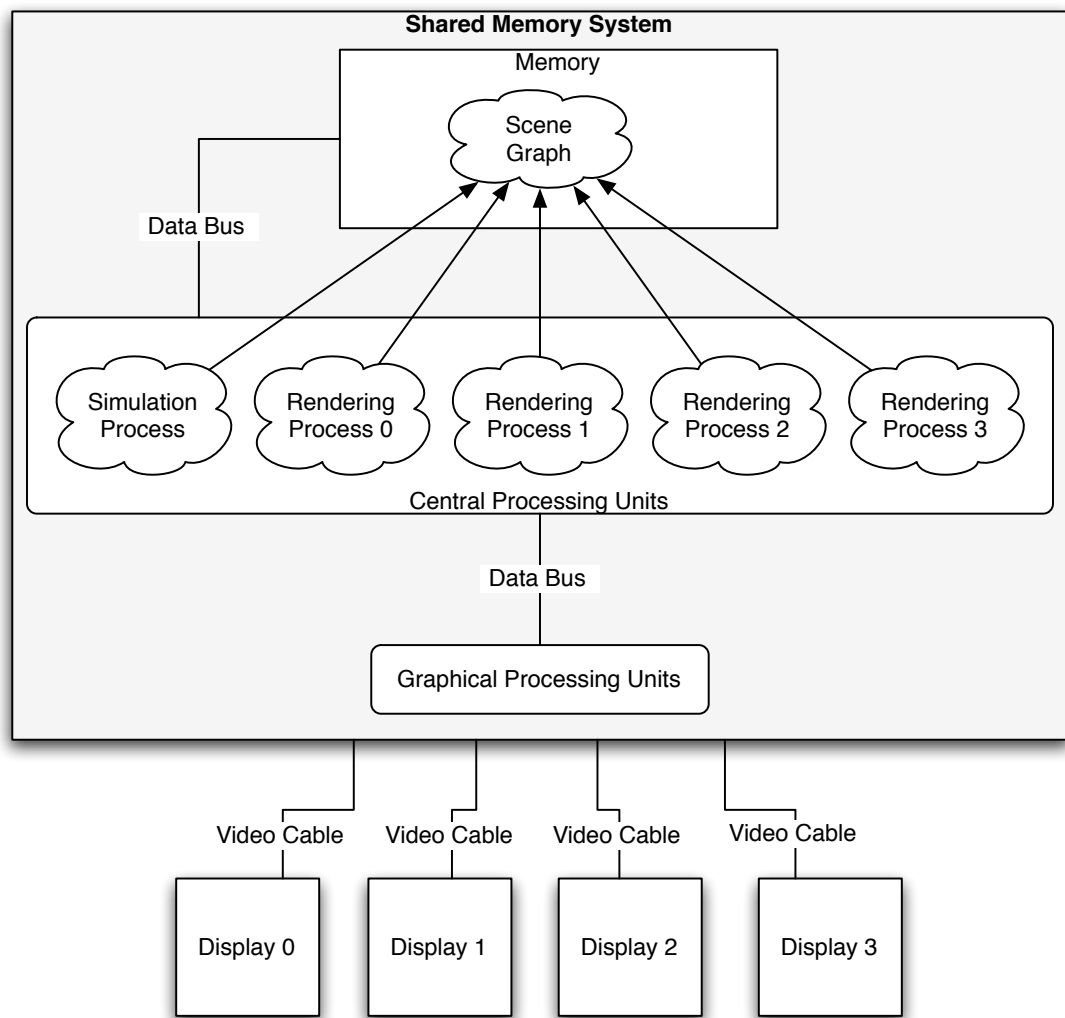 Shared Memory System
Memory
Scene
Graph
Data Bus
Simulation
Process
Rendering
Process 0
Rendering
Process 1
Rendering
Process 2
Rendering
Process 3
Central Processing Units
Data Bus
Graphical Processing Units
Video Cable
Video Cable
Video Cable
Video Cable
Display 0
Display 1
Display 2
Display 3